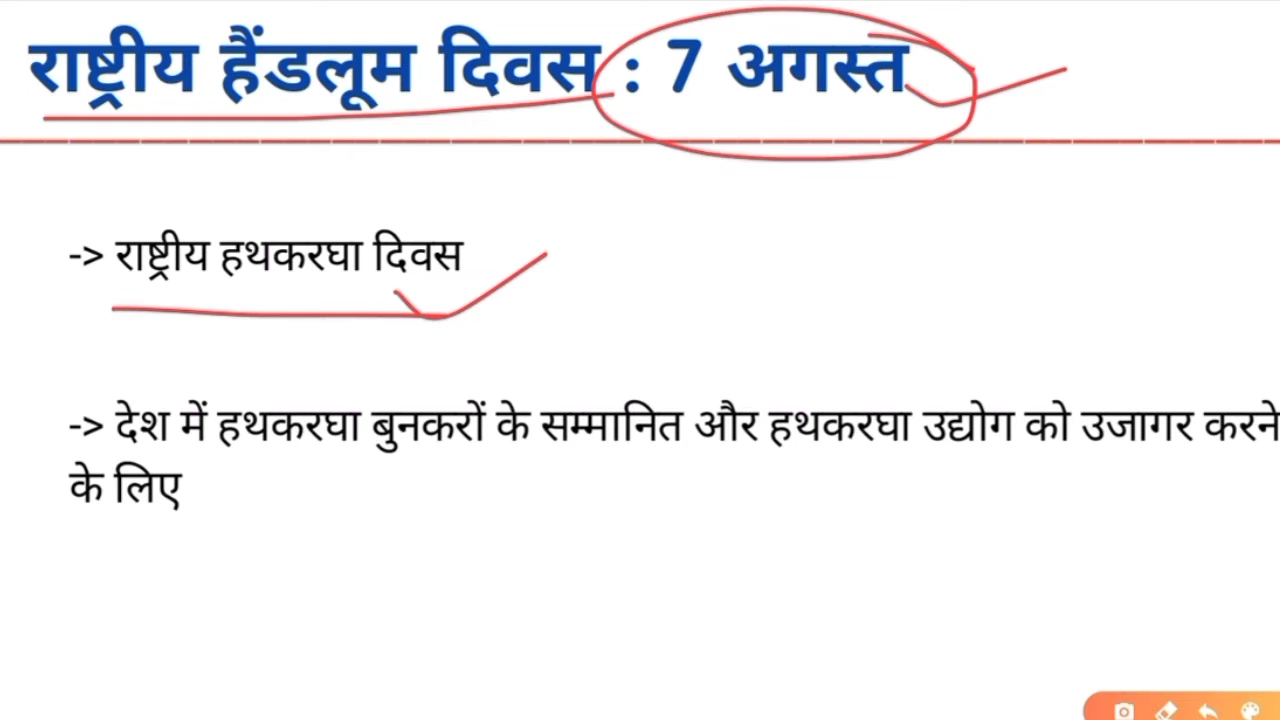 राष्ट्रीय हैंडलूम दिवस : 7 अगस्त
-> राष्ट्रीय हथकरघा दिवस
-> देश में हथकरघा बुनकरों के सम्मानित और हथकरघा उद्योग को उजागर करने
के लिए